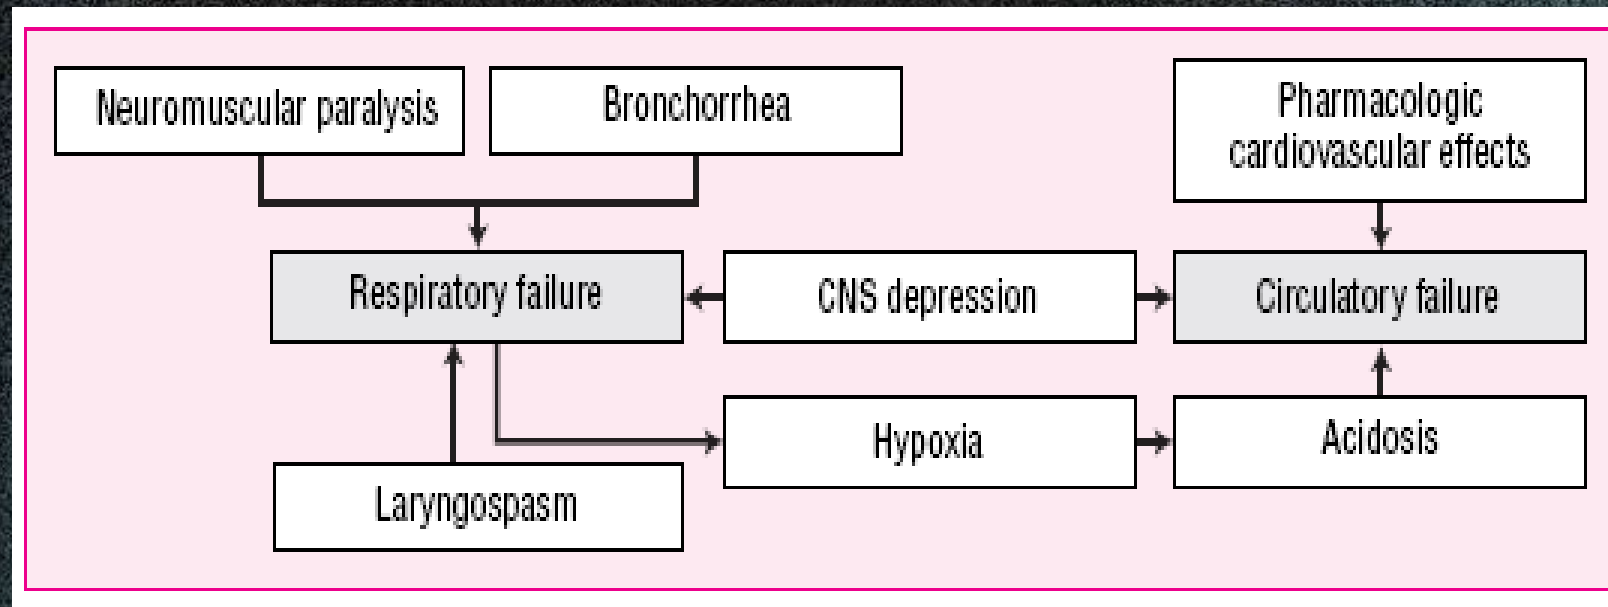 Neuromuscular paralysis
Bronchorrhea
Pharmacologic
cardiovascular effects
Respiratory failure
CNS depression
Circulatory failure
Hypoxia
Acidosis
Laryngospasm